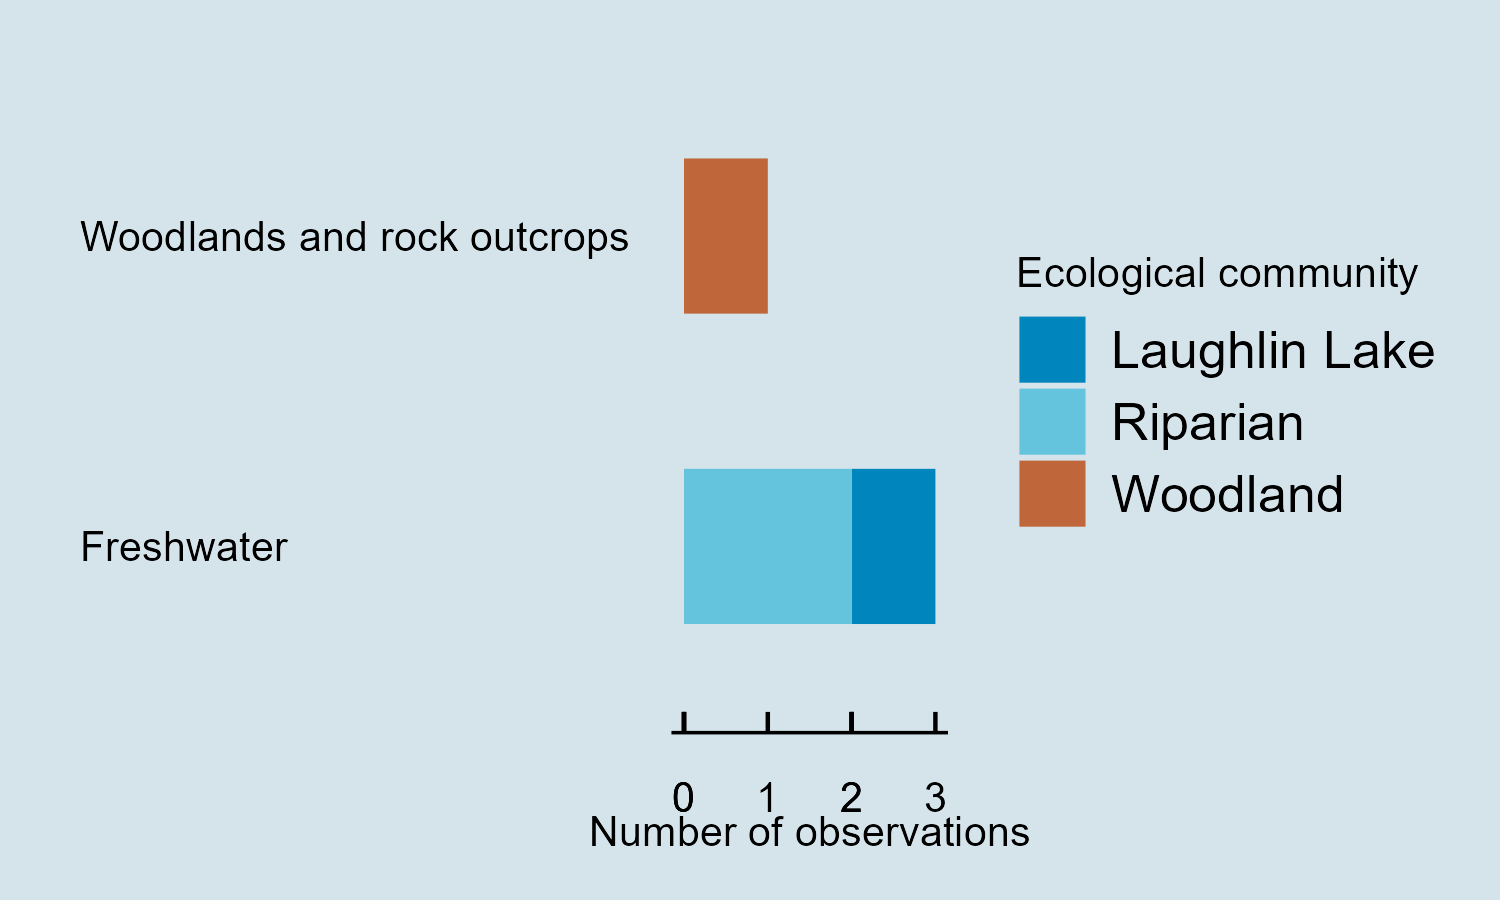 Woodlands and rock outcrops
Freshwater
Ecological community
Laughlin Lake
Riparian
Woodland
0 1 2 3
Number of observations